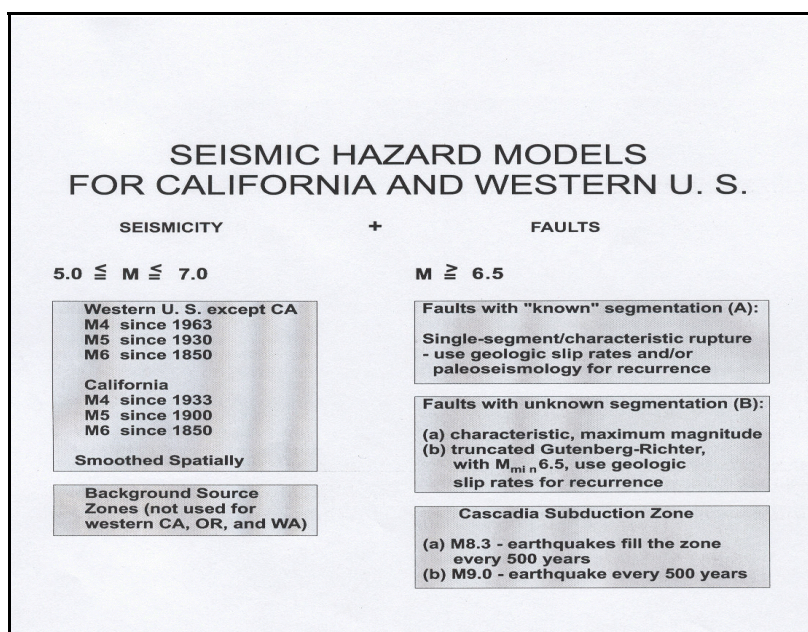 SEISMIC HAZARD MODELS
FOR CALIFORNIA AND WESTERN U. S.
SEISMICITY + FAULTS
5.0 ≦ M ≦ 7.0
Western U. S. except CA
M4 since 1963
M5 since 1930
M6 since 1850
California
M4 since 1933
M5 since 1900
M6 since 1850
Smoothed Spatially
Background Source
Zones (not used for
western CA, OR, and WA)
M ≧ 6.5
Faults with "known" segmentation (A):
Single-segment/characteristic rupture
- use geologic slip rates and/or
paleoseismology for recurrence
Faults with unknown segmentation (B):
(a) characteristic, maximum magnitude
(b) truncated Gutenberg-Richter,
with Mmin 6.5, use geologic
slip rates for recurrence
Cascadia Subduction Zone
(a) M8.3 - earthquakes fill the zone
every 500 years
(b) M9.0 - earthquake every 500 years